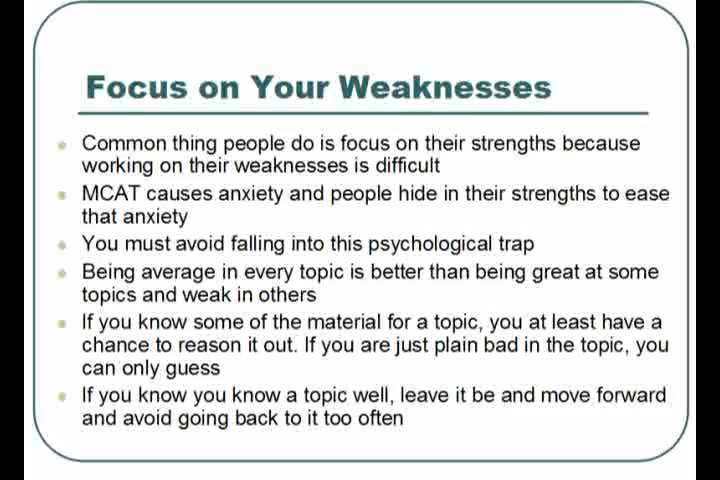 Focus on Your Weaknesses
Common thing people do is focus on their strengths because
working on their weaknesses is difficult
MCAT causes anxiety and people hide in their strengths to ease
that anxiety
You must avoid falling into this psychological trap
Being average in every topic is better than being great at some
topics and weak in others
If you know some of the material for a topic, you at least have a
chance to reason it out. If you are just plain bad in the topic, you
can only guess
If you know you know a topic well, leave it be and move forward
and avoid going back to it too often